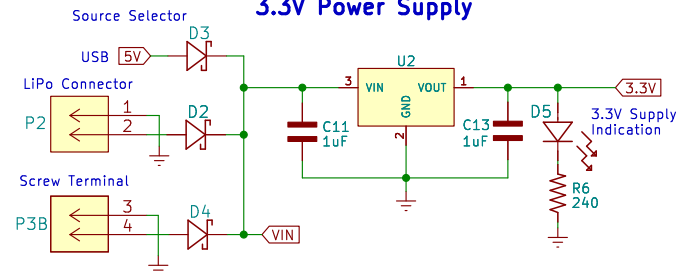 3.3V Power Supply
Source Selector
D3
USB 5V
LiPo Connector
P2
1
2
D2
Screw Terminal
P3B
3
4
D4
VIN
U2
3 VIN VOUT 1
GND
2
C11
1uF
C13
1uF
3.3V
D5
3.3V Supply
Indication
R6
240